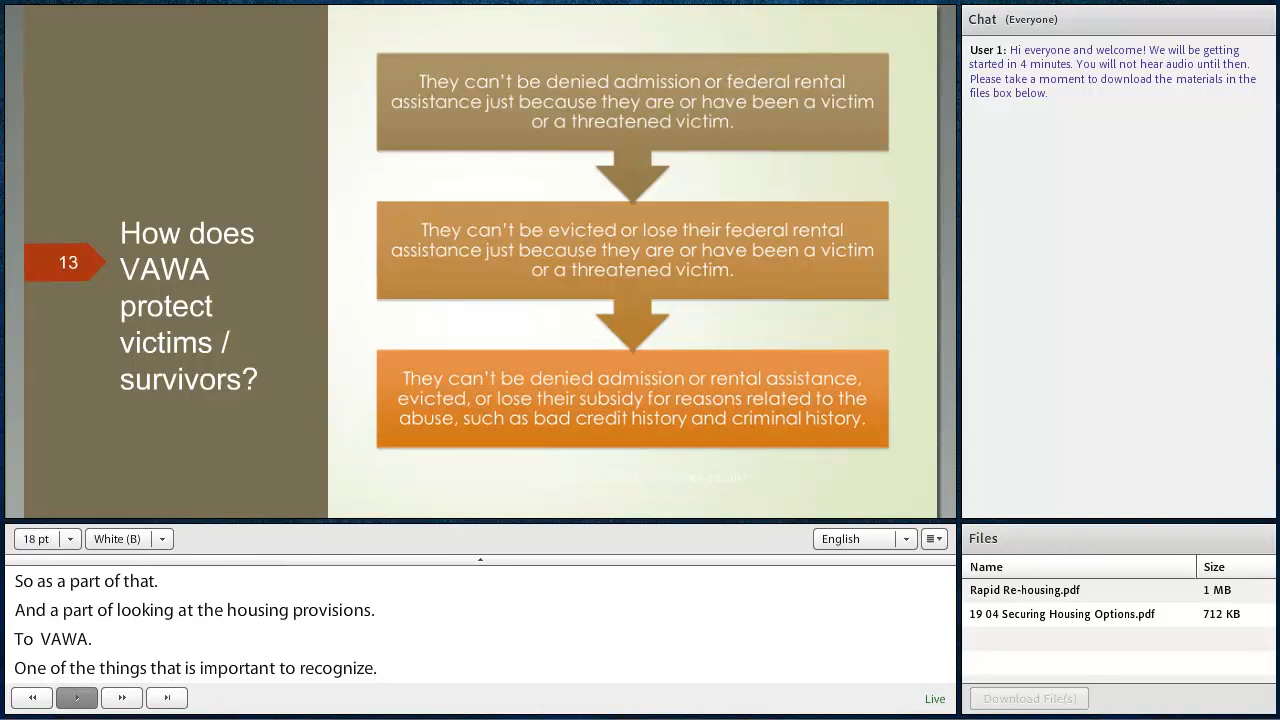 How does
VAWA
protect
victims /
survivors?
13
They can't be denied admission or federal rental
assistance just because they are or have been a victim
or a threatened victim.
They can't be evicted or lose their federal rental
assistance just because they are or have been a victim
or a threatened victim.
They can't be denied admission or rental assistance,
evicted, or lose their subsidy for reasons related to the
abuse, such as bad credit history and criminal history.
Chat (Everyone)
User 1: Hi everyone and welcome! We will be getting
started in 4 minutes. You will not hear audio until then.
Please take a moment to download the materials in the
files box below.
18 pt
White (B)
English
So as a part of that.
And a part of looking at the housing provisions.
To VAWA.
One of the things that is important to recognize.
Live
Files
Name Size
Rapid Re-housing.pdf 1 MB
19 04 Securing Housing Options.pdf 712 KB
Download File(s)